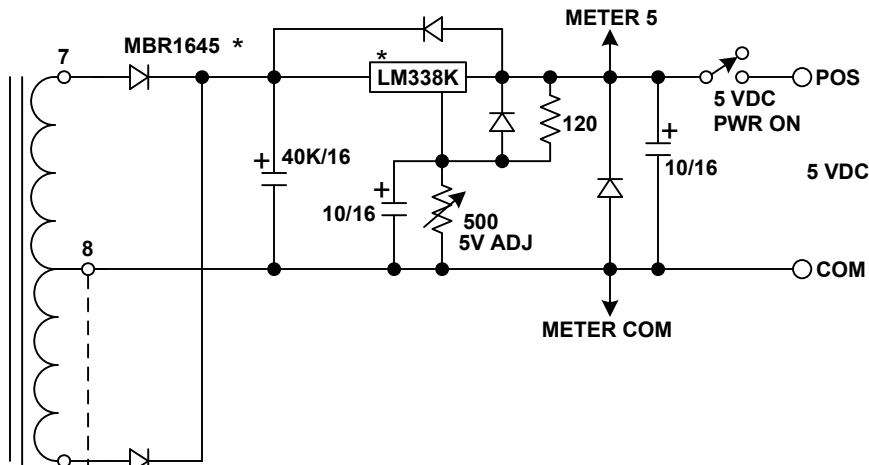 METER 5
MBR1645 *
7
*
LM338K
POS
5 VDC
PWR ON
120
+
40K/16
+
10/16
+
10/16
500
5V ADJ
5 VDC
8
COM
METER COM